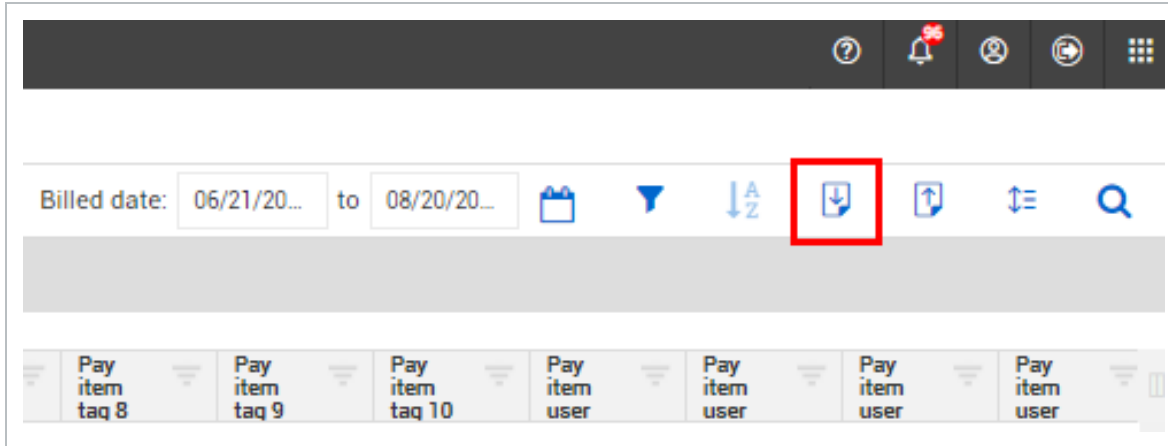 96
Billed date: 06/21/20... to 08/20/20...
A
Z
Pay item tag 8
Pay item tag 9
Pay item tag 10
Pay item user
Pay item user
Pay item user
Pay item user